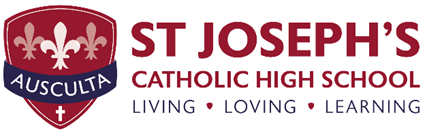 AUSCULTA
ST JOSEPH'S
CATHOLIC HIGH SCHOOL
LIVING • LOVING • LEARNING